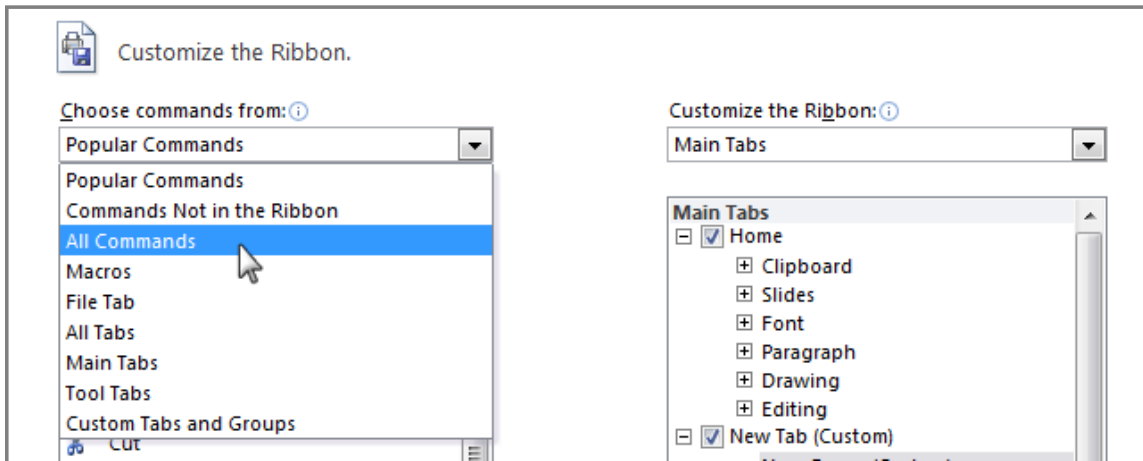 Customize the Ribbon.
Choose commands from:
Popular Commands
Popular Commands
Commands Not in the Ribbon
All Commands
Macros
File Tab
All Tabs
Main Tabs
Tool Tabs
Custom Tabs and Groups
Cut
Customize the Ribbon:
Main Tabs
Main Tabs
Home
Clipboard
Slides
Font
Paragraph
Drawing
Editing
New Tab (Custom)